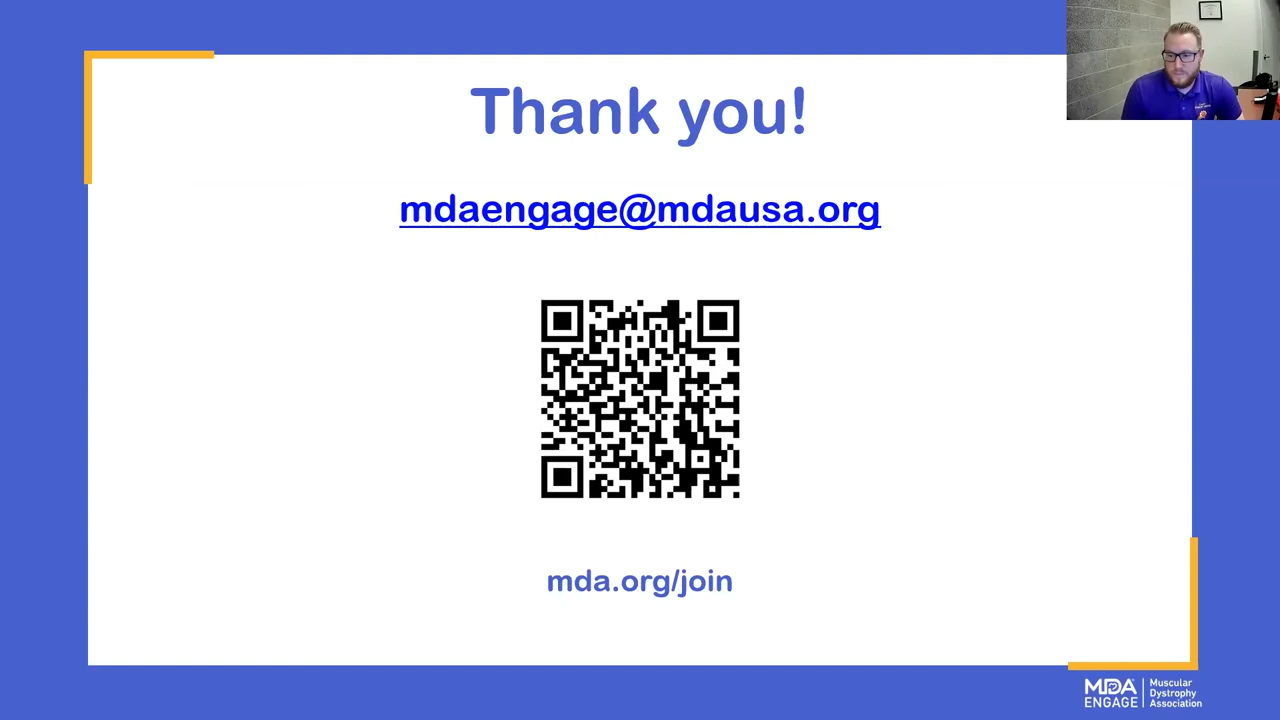 Thank you!
mdaengage@mdausa.org
mda.org/join
MDA
ENGAGE
Muscular
Dystrophy
Association